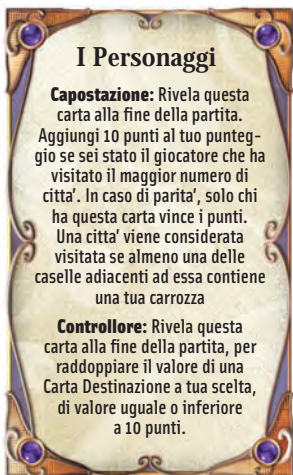 I Personaggi
Capostazione: Rivela questa
carta alla fine della partita.
Aggiungi 10 punti al tuo punteg-
gio se sei stato il giocatore che ha
visitato il maggior numero di
citta’. In caso di parita’, solo chi
ha questa carta vince i punti.
Una citta’ viene considerata
visitata se almeno una delle
caselle adiacenti ad essa contiene
una tua carrozza
Controllore: Rivela questa
carta alla fine della partita, per
raddoppiare il valore di una
Carta Destinazione a tua scelta,
di valore uguale o inferiore
a 10 punti.